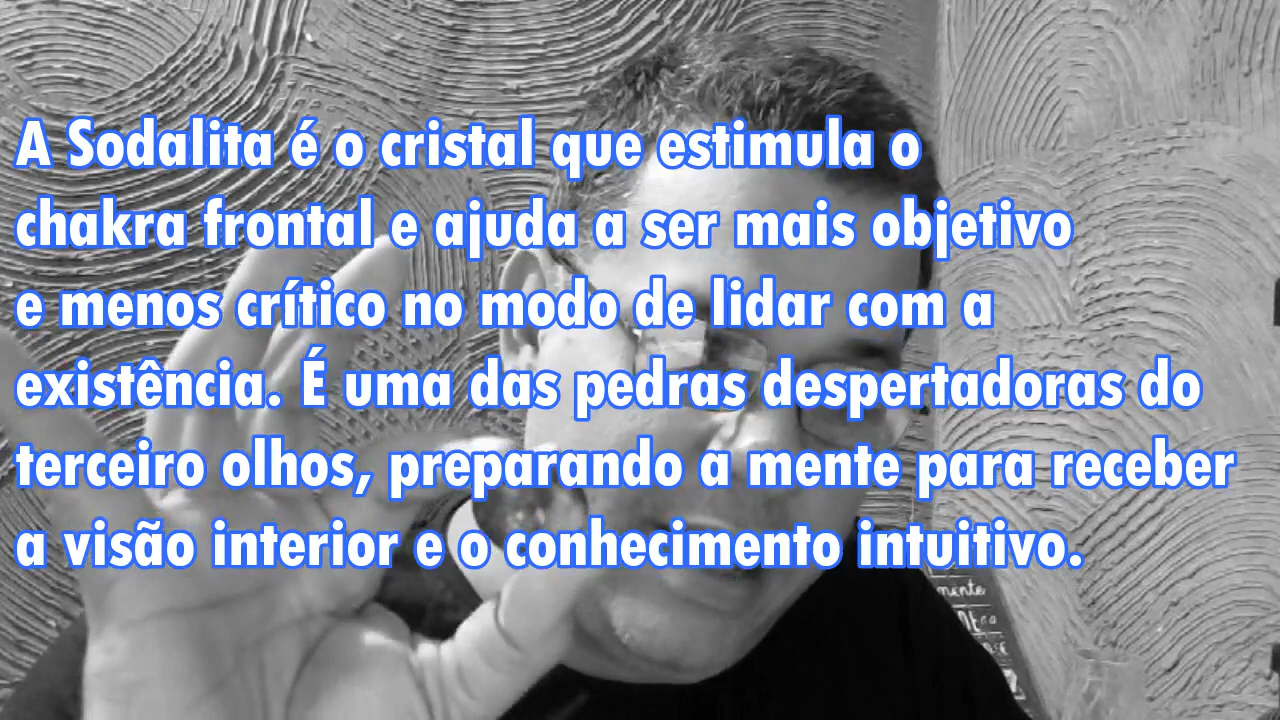 A Sodalita é o cristal que estimula o
chakra frontal e ajuda a ser mais objetivo
e menos crítico no modo de lidar com a
existência. É uma das pedras despertadoras do
terceiro olhos, preparando a mente para receber
a visão interior e o conhecimento intuitivo.
mente